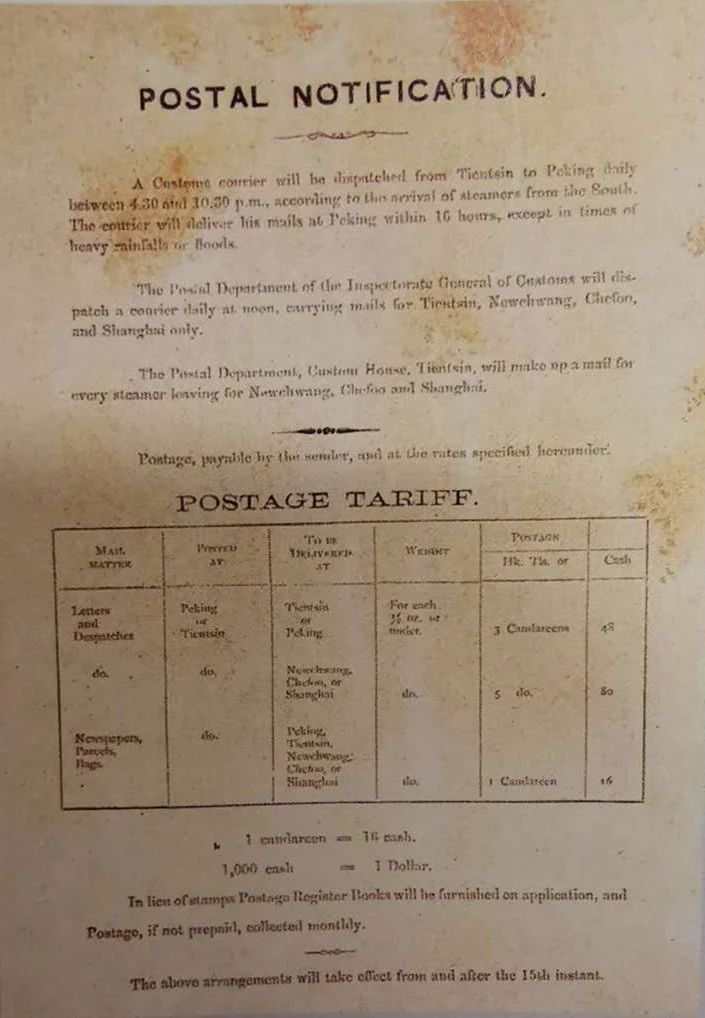 POSTAL NOTIFICATION.
A Customs courier will be dispatched from Tientsin to Peking daily
between 4.30 and 10.30 p.m., according to the arrival of steamers from the South.
The courier will deliver his mails at Peking within 16 hours, except in times of
heavy rainfalls or floods.
The Postal Department of the Inspectorate General of Customs will dis-
patch a courier daily at noon, carrying mails for Tientsin, Newchwang, Chefoo,
and Shanghai only.
The Postal Department, Custom House, Tientsin, will make up a mail for
every steamer leaving for Newchwang, Chefoo and Shanghai.
Postage, payable by the sender, and at the rates specified hereunder:
POSTAGE TARIFF.
MAIL MATTER POSTED AT TO BE DELIVERED AT WEIGHT POSTAGE
Hk. Tls. or Cash
Letters Peking Tientsin For each
and or or oz. or
Despatches Tientsin Peking under. 3 Candareens 48
do. do. Newchwang,
Chefoo, or
Shanghai do. 5 do. 80
Newspapers, do. Peking,
Parcels, Tientsin,
Bags. Newchwang,
Chefoo, or
Shanghai do. 1 Candareen 16
1 candareen = 16 cash.
1,000 cash = 1 Dollar.
In lieu of stamps Postage Register Books will be furnished on application, and
Postage, if not prepaid, collected monthly.
The above arrangements will take effect from and after the 15th instant.